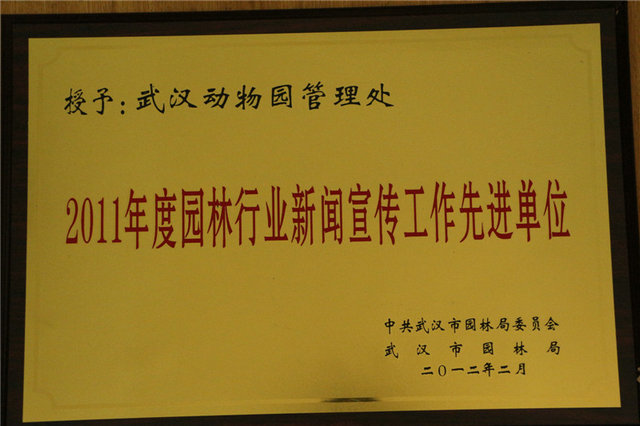 授予：武汉动物园管理处
2011年度园林行业新闻宣传工作先进单位
中共武汉市园林局委员会
武汉市园林局
二〇一二年二月